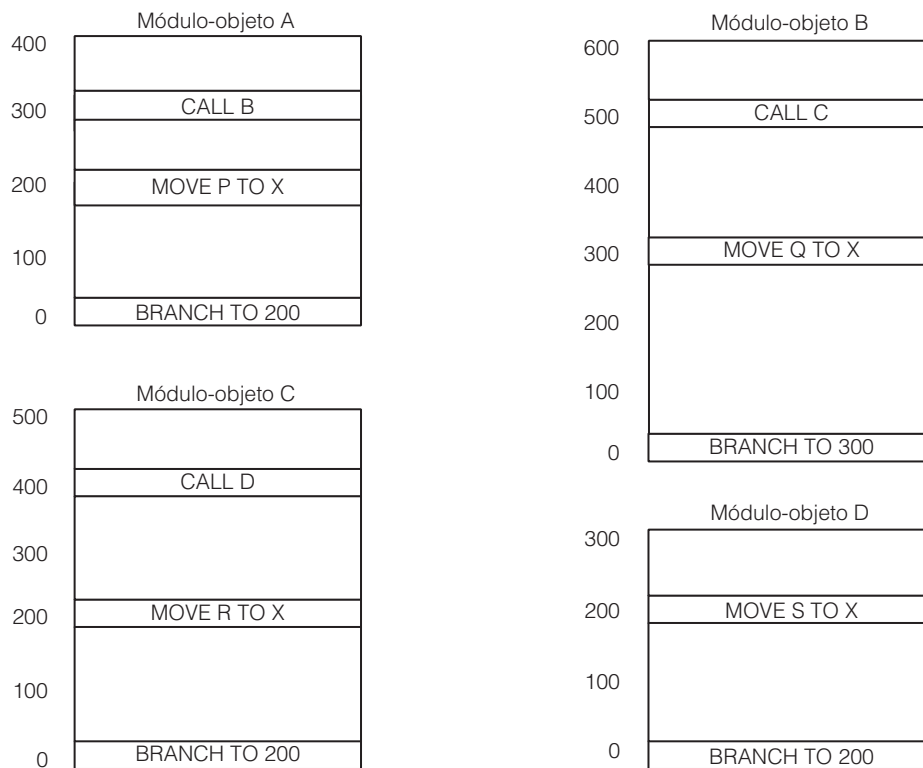 Módulo-objeto A
400
300 CALL B
200 MOVE P TO X
100
0 BRANCH TO 200
Módulo-objeto B
600
500 CALL C
400
300 MOVE Q TO X
200
100
0 BRANCH TO 300
Módulo-objeto C
500
400 CALL D
300
200 MOVE R TO X
100
0 BRANCH TO 200
Módulo-objeto D
300
200 MOVE S TO X
100
0 BRANCH TO 200